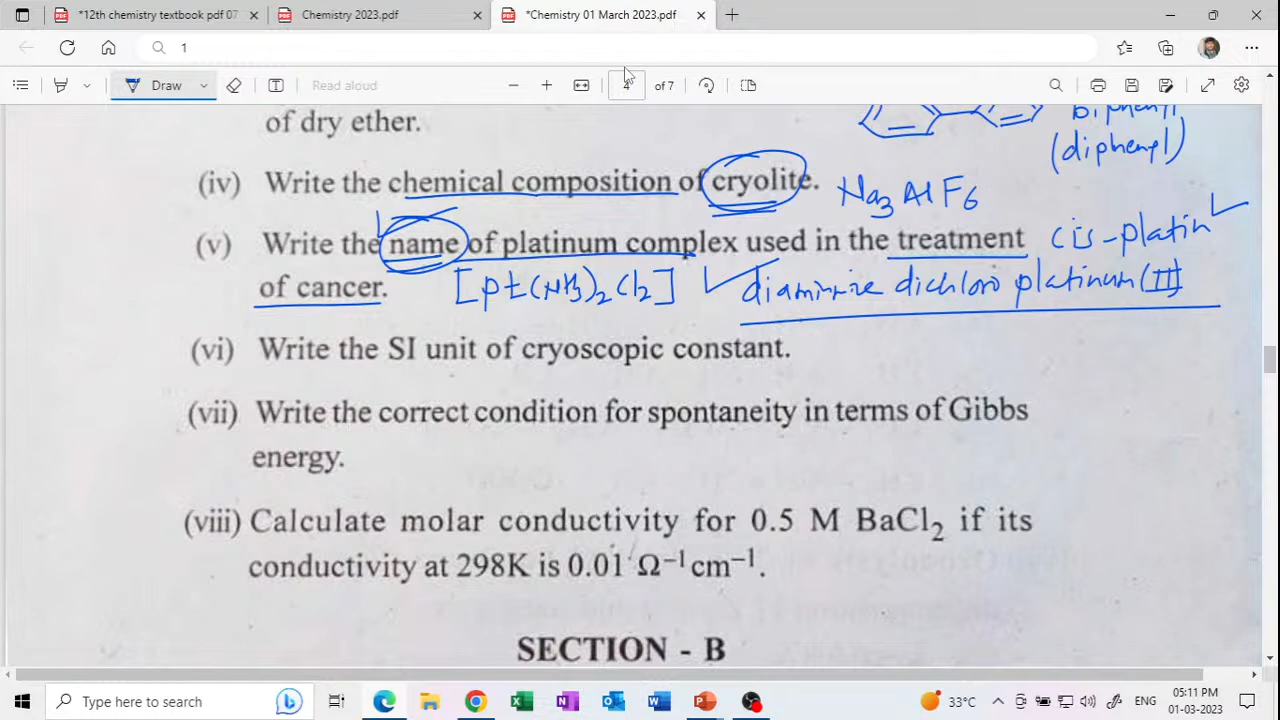 *12th chemistry textbook pdf 07 Chemistry 2023.pdf *Chemistry 01 March 2023.pdf
1
Draw Read aloud 4 of 7
of dry ether. biphenyl
(diphenyl)
(iv) Write the chemical composition of cryolite. Na3AlF6
(v) Write the name of platinum complex used in the treatment cis-platin
of cancer. [pt(NH3)2Cl2] diammine dichloro platinum(II)
(vi) Write the SI unit of cryoscopic constant.
(vii) Write the correct condition for spontaneity in terms of Gibbs
energy.
(viii) Calculate molar conductivity for 0.5 M BaCl2 if its
conductivity at 298K is 0.01 Ω−1 cm−1.
SECTION - B
Type here to search 33°C ENG 05:11 PM
01-03-2023